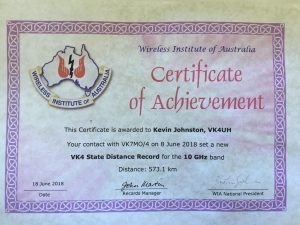 Wireless Institute of Australia
WIRELESS INSTITUTE OF AUSTRALIA
Certificate
of Achievement
This Certificate is awarded to Kevin Johnston, VK4UH
Your contact with VK7MO/4 on 8 June 2018 set a new
VK4 State Distance Record for the 10 GHz band
Distance: 573.1 km
18 June 2018
Date
Records Manager
WIA National President